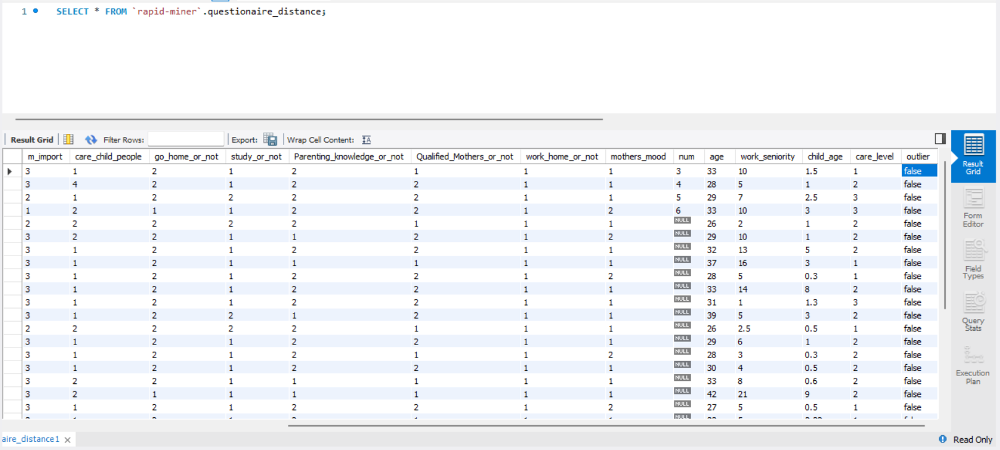 1 SELECT * FROM `rapid-miner`.questionaire_distance;
Result Grid Filter Rows: Export: Wrap Cell Content:
m_import care_child_people go_home_or_not study_or_not Parenting_knowledge_or_not Qualified_Mothers_or_not work_home_or_not mothers_mood num age work_seniority child_age care_level outlier
3 1 2 1 2 1 1 1 3 33 10 1.5 1 false
3 4 2 1 2 2 1 1 4 28 5 1 2 false
2 1 2 2 2 2 1 1 5 29 7 2.5 3 false
1 2 1 1 2 2 1 2 6 33 10 3 3 false
2 2 2 2 2 1 1 1 NULL 26 2 1 2 false
3 2 2 1 1 2 1 2 NULL 29 10 1 2 false
3 1 2 1 2 2 1 1 NULL 32 13 5 2 false
3 1 2 1 1 1 1 1 NULL 37 16 3 1 false
3 1 2 1 2 2 1 2 NULL 28 5 0.3 1 false
3 1 2 1 2 2 1 1 NULL 33 14 8 2 false
3 1 2 1 2 2 1 1 NULL 31 1 1.3 3 false
3 1 2 2 1 2 1 1 NULL 39 5 3 2 false
2 2 2 2 2 1 1 1 NULL 26 2.5 0.5 1 false
3 1 2 1 2 2 1 1 NULL 29 6 1 2 false
3 1 2 1 2 1 1 2 NULL 28 3 0.3 2 false
3 1 2 1 2 2 1 1 NULL 30 4 0.5 2 false
3 2 2 1 1 1 1 1 NULL 33 8 0.6 2 false
3 2 1 1 1 1 1 1 NULL 42 21 9 2 false
3 1 2 1 2 2 1 2 NULL 27 5 0.5 1 false
Result
Grid
Form
Editor
Field
Types
Query
Stats
Execution
Plan
aire_distance1
Read Only